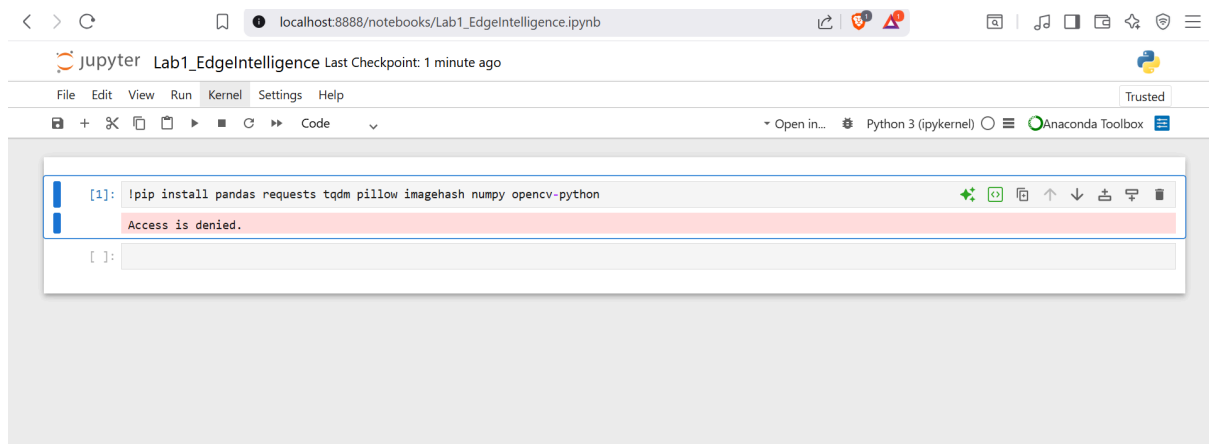 localhost:8888/notebooks/Lab1_EdgeIntelligence.ipynb
1
1
jupyter Lab1_EdgeIntelligence Last Checkpoint: 1 minute ago
File Edit View Run Kernel Settings Help
Trusted
Code
Open in...
Python 3 (ipykernel)
Anaconda Toolbox
[1]: !pip install pandas requests tqdm pillow imagehash numpy opencv-python
Access is denied.
[ ]: